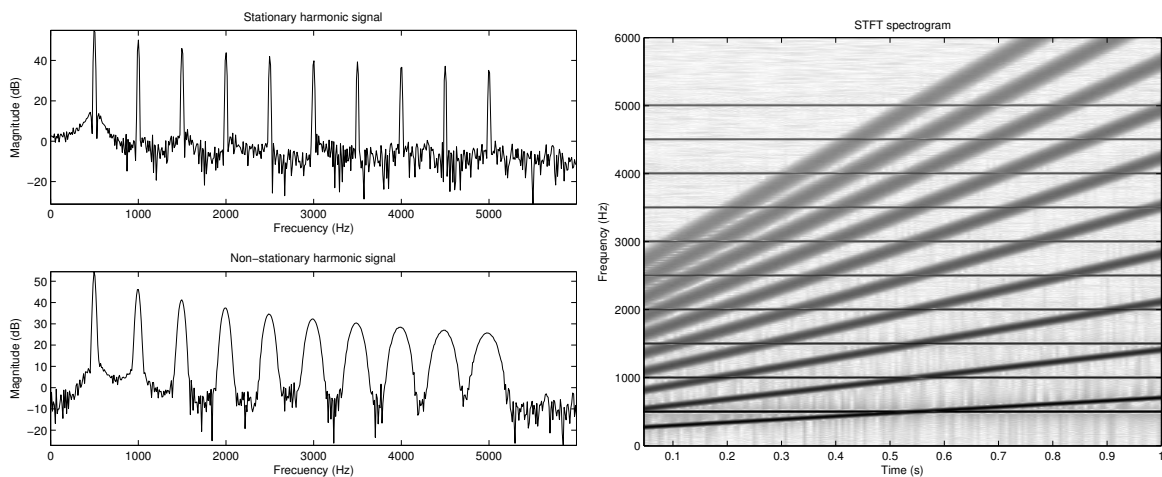 Stationary harmonic signal
Magnitude (dB)
40
20
0
−20
0 1000 2000 3000 4000 5000
Frecuency (Hz)
Non−stationary harmonic signal
Magnitude (dB)
50
40
30
20
10
0
−10
−20
0 1000 2000 3000 4000 5000
Frecuency (Hz)
STFT spectrogram
Frequency (Hz)
6000
5000
4000
3000
2000
1000
0
0.1 0.2 0.3 0.4 0.5 0.6 0.7 0.8 0.9 1
Time (s)